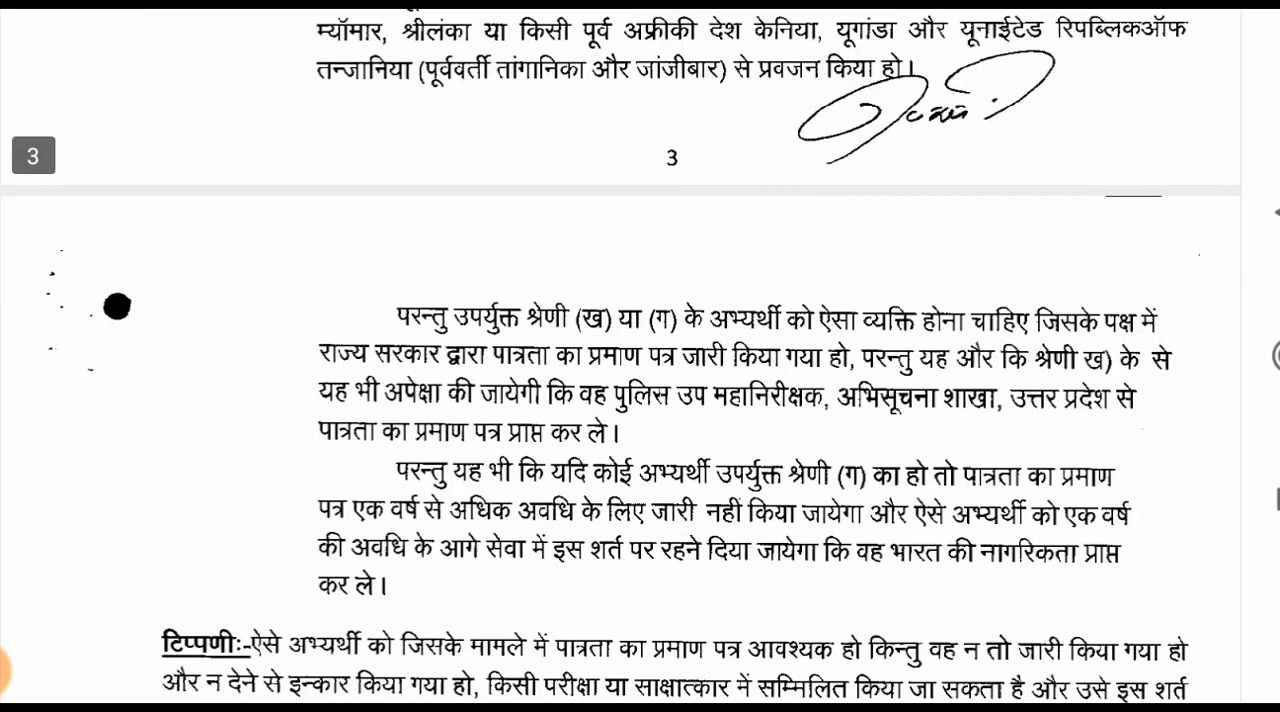 म्यॉमार, श्रीलंका या किसी पूर्व अफ्रीकी देश केनिया, यूगांडा और यूनाईटेड रिपब्लिकऑफ
तन्जानिया (पूर्ववर्ती तांगानिका और जांजीबार) से प्रवजन किया हो।
3
3
परन्तु उपर्युक्त श्रेणी (ख) या (ग) के अभ्यर्थी को ऐसा व्यक्ति होना चाहिए जिसके पक्ष में
राज्य सरकार द्वारा पात्रता का प्रमाण पत्र जारी किया गया हो, परन्तु यह और कि श्रेणी ख) के से
यह भी अपेक्षा की जायेगी कि वह पुलिस उप महानिरीक्षक, अभिसूचना शाखा, उत्तर प्रदेश से
पात्रता का प्रमाण पत्र प्राप्त कर ले।
परन्तु यह भी कि यदि कोई अभ्यर्थी उपर्युक्त श्रेणी (ग) का हो तो पात्रता का प्रमाण
पत्र एक वर्ष से अधिक अवधि के लिए जारी नहीं किया जायेगा और ऐसे अभ्यर्थी को एक वर्ष
की अवधि के आगे सेवा में इस शर्त पर रहने दिया जायेगा कि वह भारत की नागरिकता प्राप्त
कर ले।
टिप्पणीः-ऐसे अभ्यर्थी को जिसके मामले में पात्रता का प्रमाण पत्र आवश्यक हो किन्तु वह न तो जारी किया गया हो
और न देने से इन्कार किया गया हो, किसी परीक्षा या साक्षात्कार में सम्मिलित किया जा सकता है और उसे इस शर्त